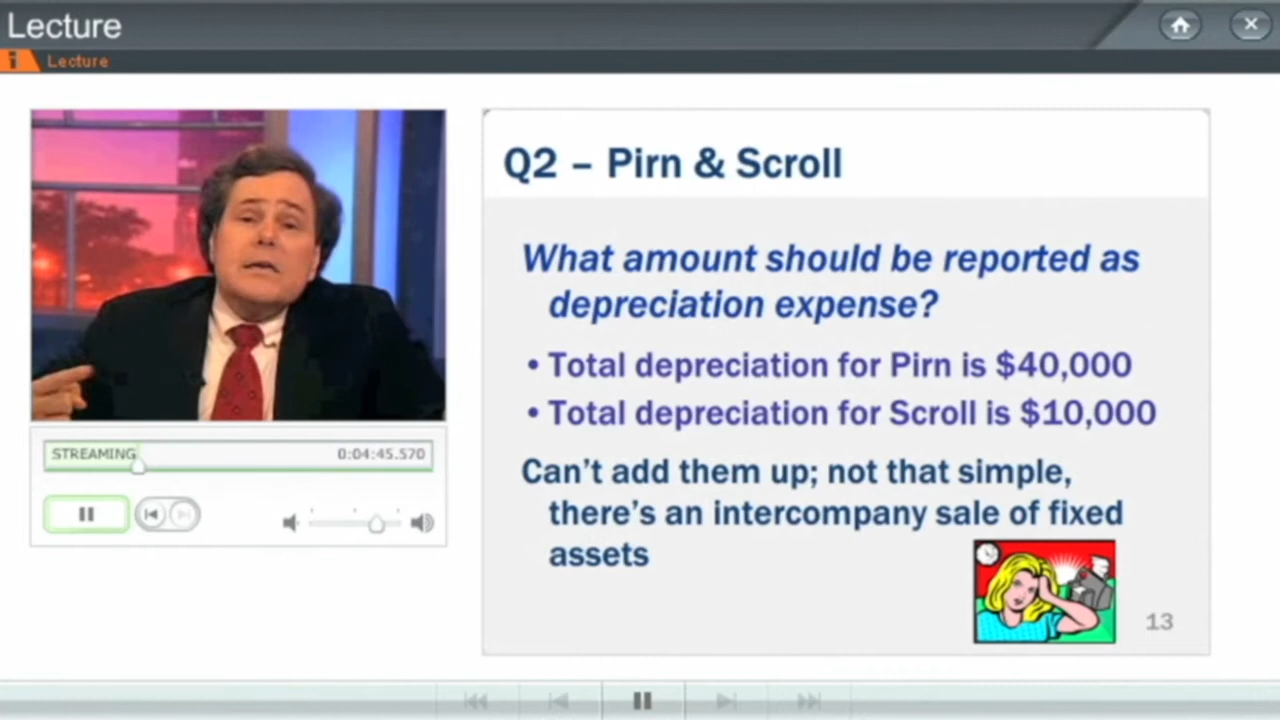 Lecture
i Lecture
Q2 – Pirn & Scroll
What amount should be reported as
depreciation expense?
• Total depreciation for Pirn is $40,000
• Total depreciation for Scroll is $10,000
Can't add them up; not that simple,
there's an intercompany sale of fixed
assets
13
STREAMING 0:04:45.570